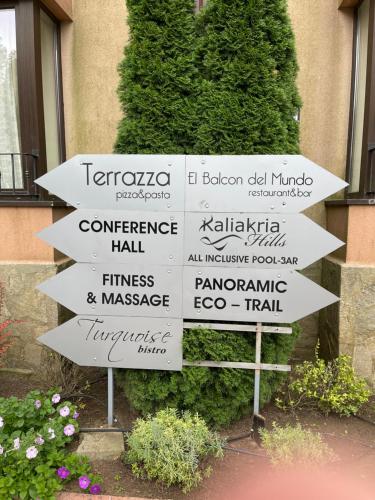 Terrazza
pizza&pasta
El Balcon del Mundo
restaurant&bar
CONFERENCE
HALL
Kaliakria
Hills
ALL INCLUSIVE POOL-3AR
FITNESS
& MASSAGE
PANORAMIC
ECO – TRAIL
Turquoise
bistro